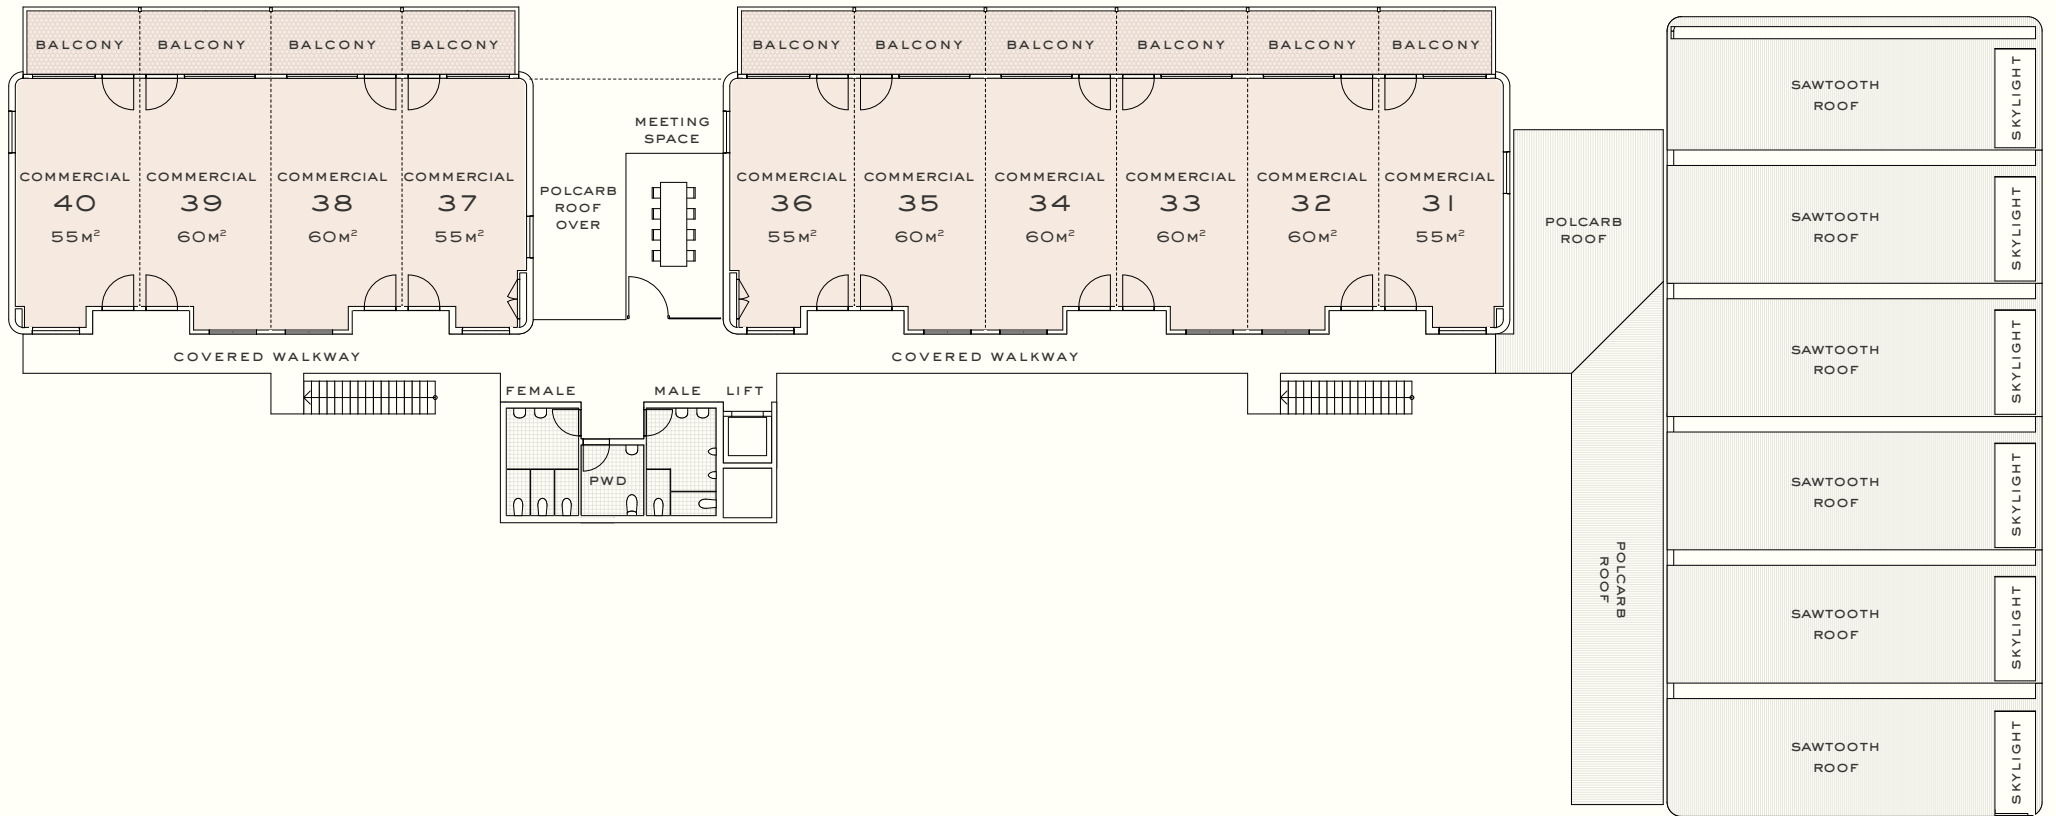 BALCONY
BALCONY
BALCONY
BALCONY
BALCONY
BALCONY
BALCONY
BALCONY
BALCONY
BALCONY
COMMERCIAL
40
55M²
COMMERCIAL
39
60M²
COMMERCIAL
38
60M²
COMMERCIAL
37
55M²
POLCARB
ROOF
OVER
MEETING
SPACE
COMMERCIAL
36
55M²
COMMERCIAL
35
60M²
COMMERCIAL
34
60M²
COMMERCIAL
33
60M²
COMMERCIAL
32
60M²
COMMERCIAL
31
55M²
COVERED WALKWAY
COVERED WALKWAY
FEMALE
MALE
LIFT
PWD
POLCARB
ROOF
POLCARB
ROOF
SAWTOOTH
ROOF
SKYLIGHT
SAWTOOTH
ROOF
SKYLIGHT
SAWTOOTH
ROOF
SKYLIGHT
SAWTOOTH
ROOF
SKYLIGHT
SAWTOOTH
ROOF
SKYLIGHT
SAWTOOTH
ROOF
SKYLIGHT